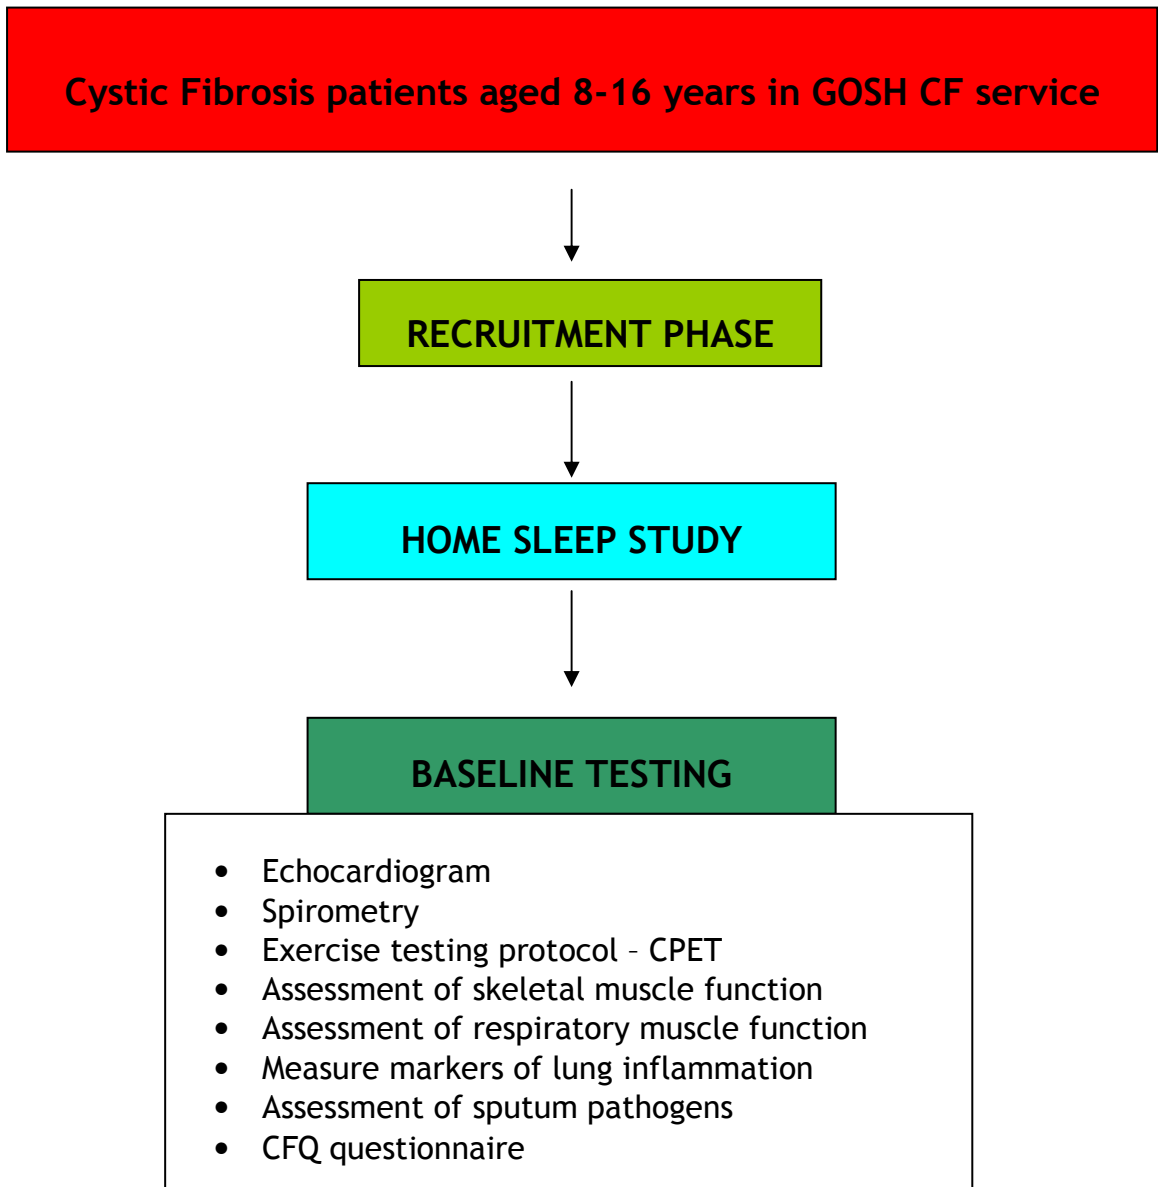 Cystic Fibrosis patients aged 8-16 years in GOSH CF service
RECRUITMENT PHASE
HOME SLEEP STUDY
BASELINE TESTING
• Echocardiogram
• Spirometry
• Exercise testing protocol – CPET
• Assessment of skeletal muscle function
• Assessment of respiratory muscle function
• Measure markers of lung inflammation
• Assessment of sputum pathogens
• CFQ questionnaire